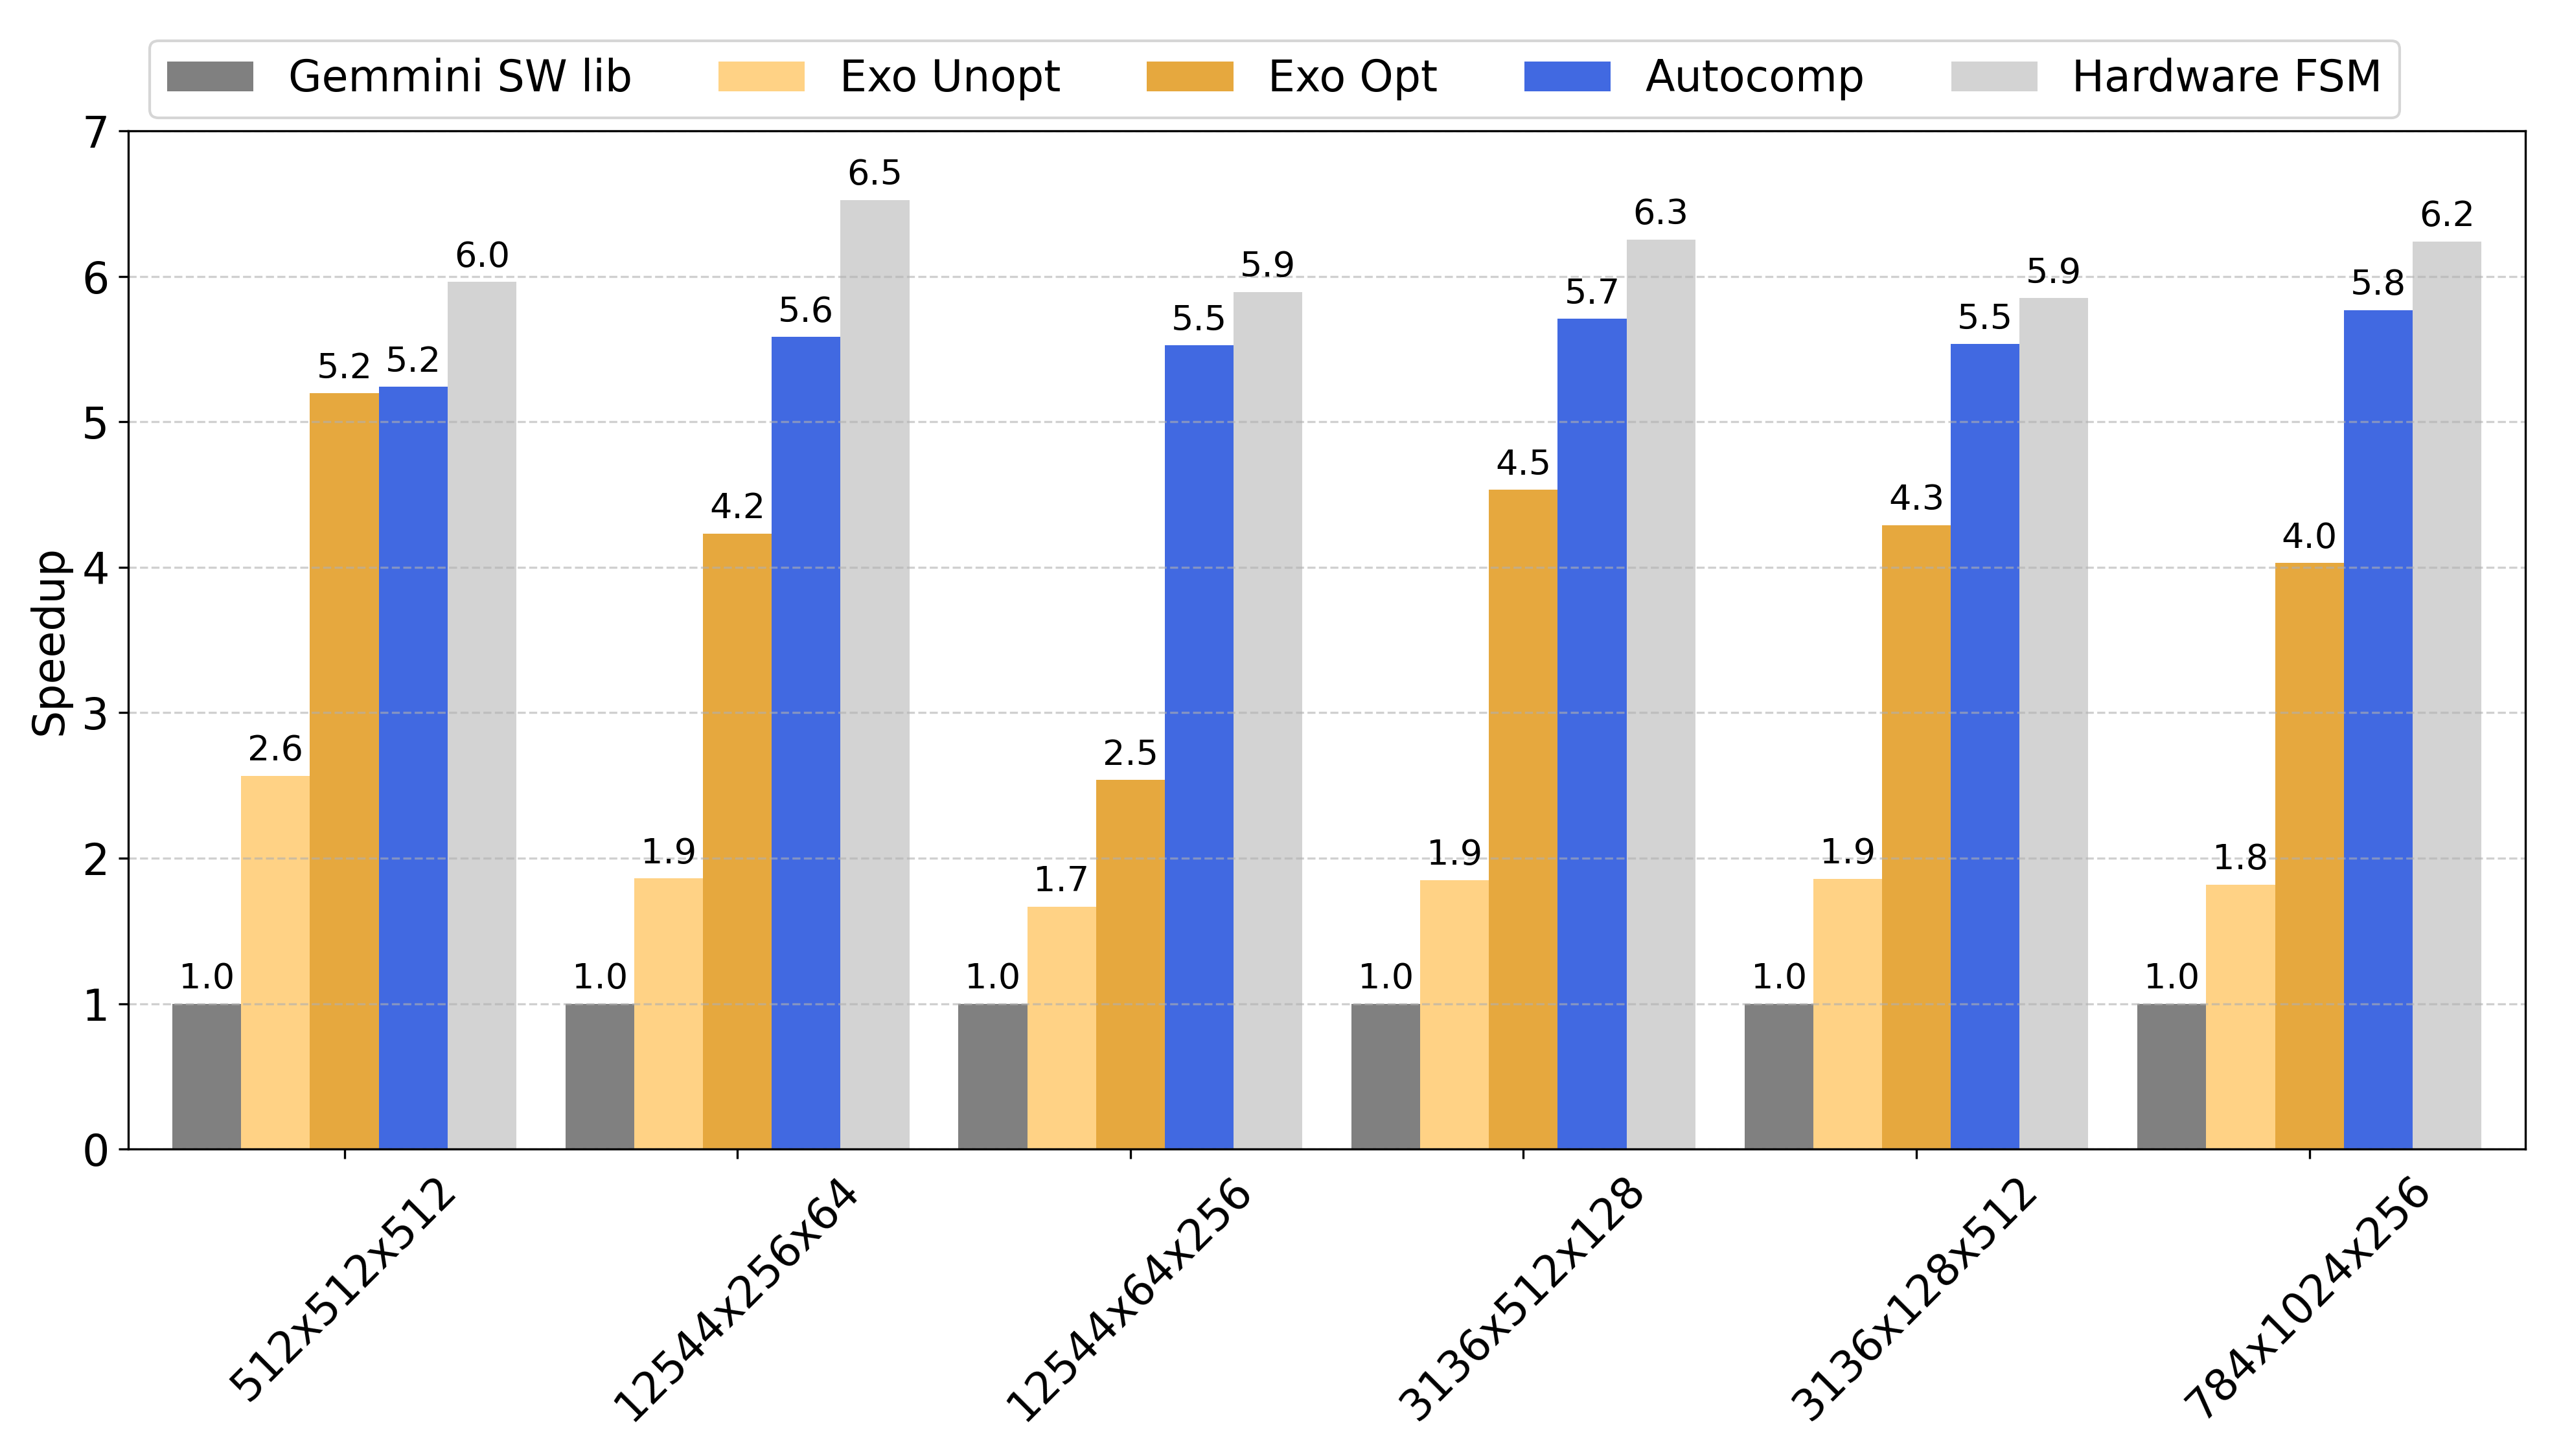 Gemmini SW lib Exo Unopt Exo Opt Autocomp Hardware FSM
Speedup
7
6
5
4
3
2
1
0
1.0 2.6 5.2 5.2 6.0
1.0 1.9 4.2 5.6 6.5
1.0 1.7 2.5 5.5 5.9
1.0 1.9 4.5 5.7 6.3
1.0 1.9 4.3 5.5 5.9
1.0 1.8 4.0 5.8 6.2
512x512x512
12544x256x64
12544x64x256
3136x512x128
3136x128x512
784x1024x256